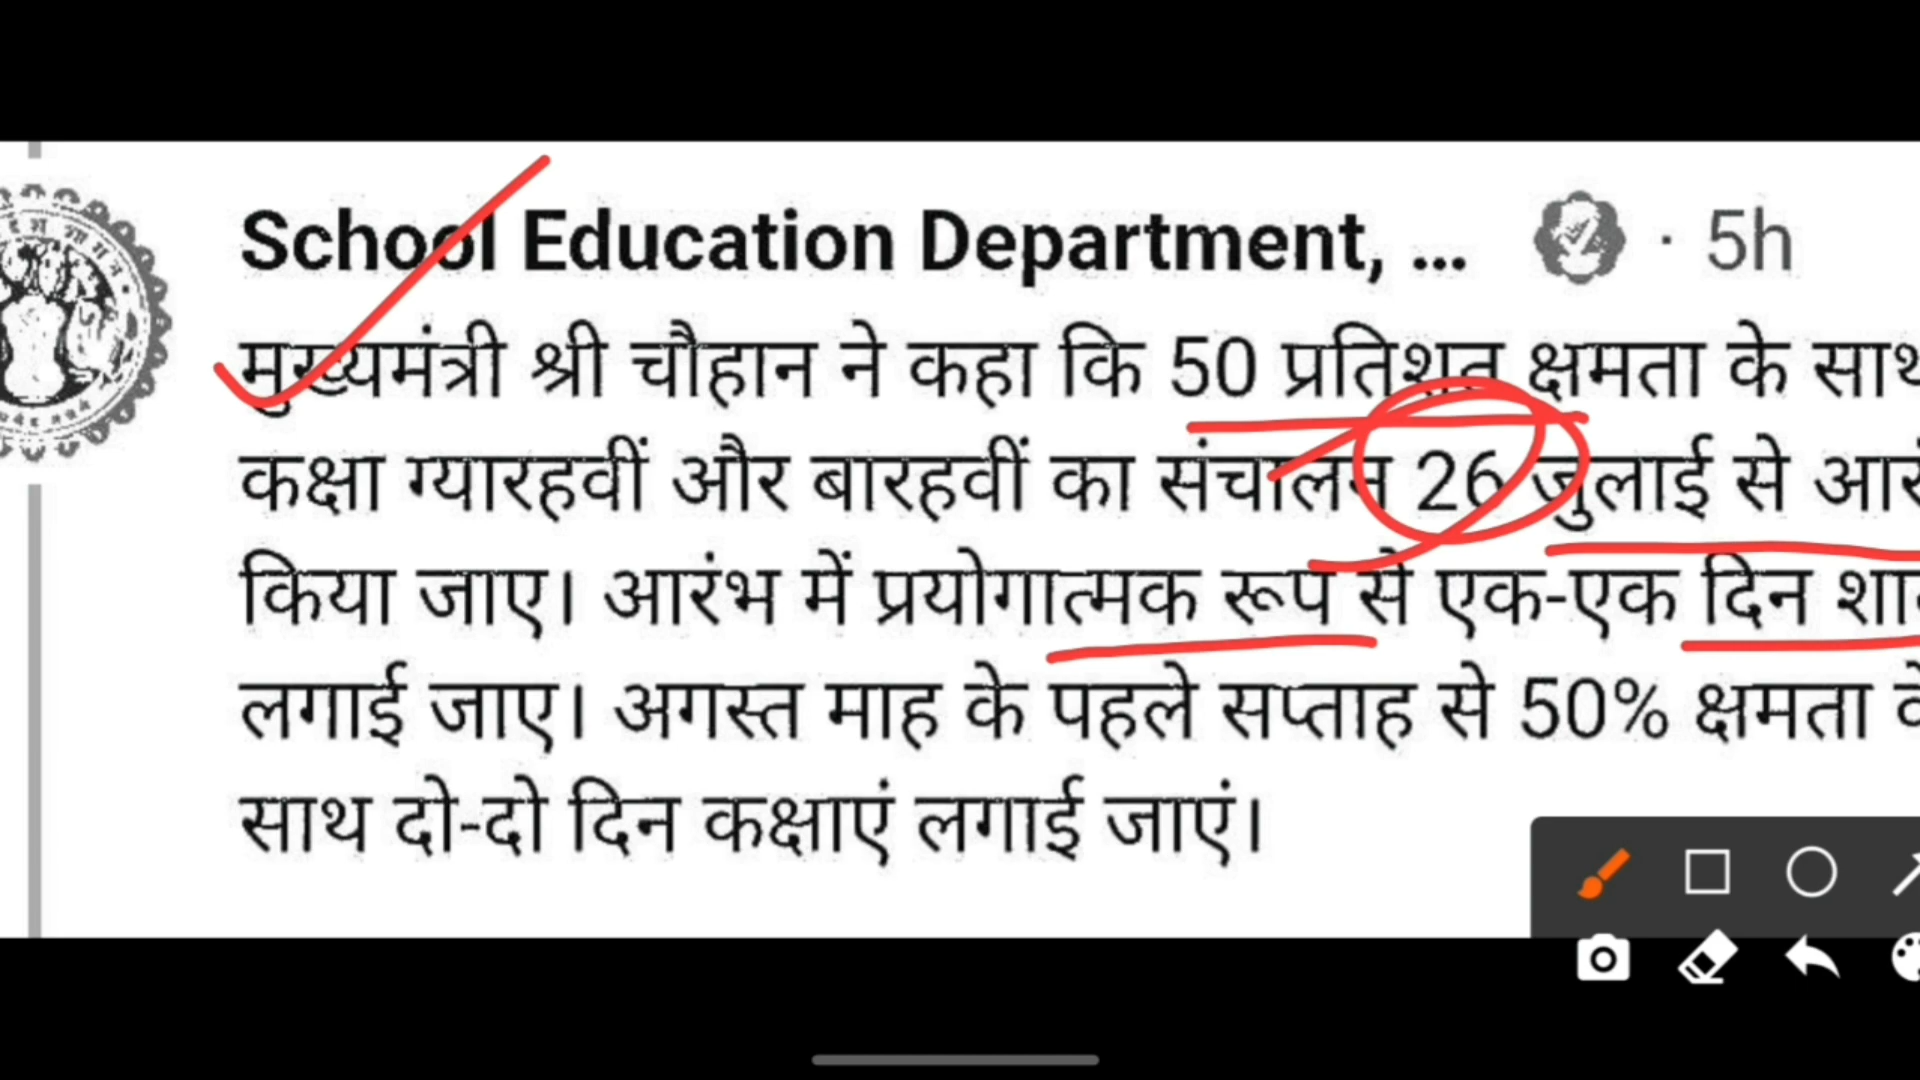 School Education Department, ... · 5h
मुख्यमंत्री श्री चौहान ने कहा कि 50 प्रतिशत क्षमता के
कक्षा ग्यारहवीं और बारहवीं का संचालन 26 जुलाई से
किया जाए। आरंभ में प्रयोगात्मक रूप से एक-एक दिन
लगाई जाए। अगस्त माह के पहले सप्ताह से 50% क्षमता
साथ दो-दो दिन कक्षाएं लगाई जाएं।